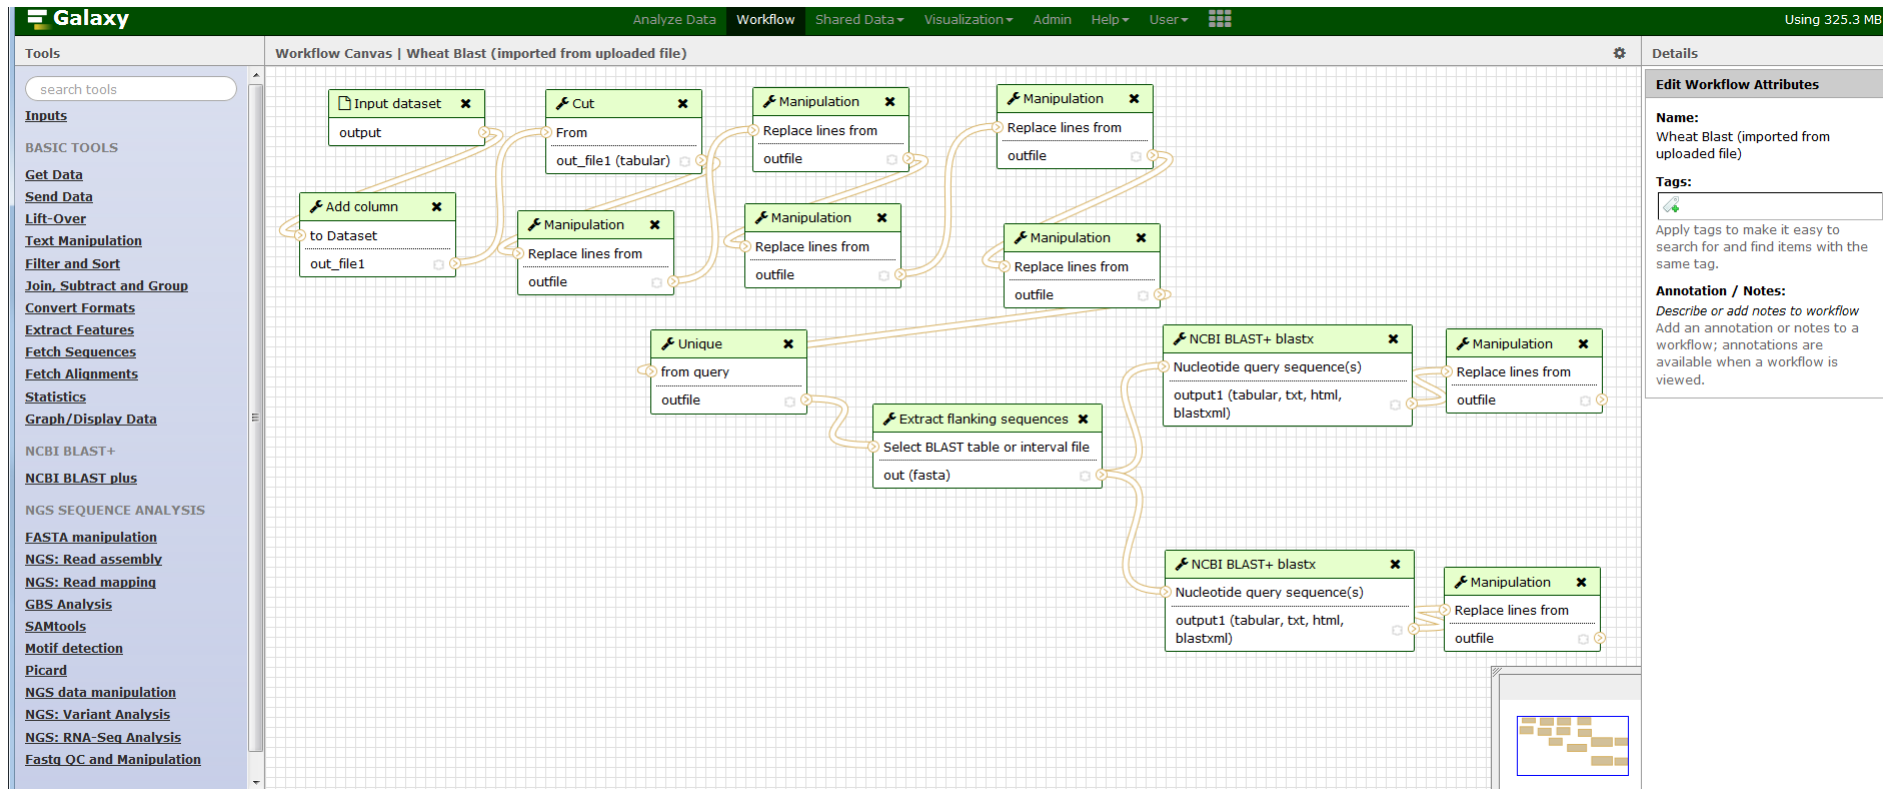 Galaxy
Analyze Data Workflow Shared Data Visualization Admin Help User
Using 325.3 MB
Tools
search tools
Inputs
BASIC TOOLS
Get Data
Send Data
Lift-Over
Text Manipulation
Filter and Sort
Join, Subtract and Group
Convert Formats
Extract Features
Fetch Sequences
Fetch Alignments
Statistics
Graph/Display Data
NCBI BLAST+
NCBI BLAST plus
NGS SEQUENCE ANALYSIS
FASTA manipulation
NGS: Read assembly
NGS: Read mapping
GBS Analysis
SAMtools
Motif detection
Picard
NGS data manipulation
NGS: Variant Analysis
NGS: RNA-Seq Analysis
Fastq QC and Manipulation
Workflow Canvas | Wheat Blast (imported from uploaded file)
Input dataset
output
Add column
to Dataset
out_file1
Cut
From
out_file1 (tabular)
Manipulation
Replace lines from
outfile
Manipulation
Replace lines from
outfile
Manipulation
Replace lines from
outfile
Manipulation
Replace lines from
outfile
Manipulation
Replace lines from
outfile
Unique
from query
outfile
Extract flanking sequences
Select BLAST table or interval file
out (fasta)
NCBI BLAST+ blastx
Nucleotide query sequence(s)
output1 (tabular, txt, html,
blastxml)
Manipulation
Replace lines from
outfile
NCBI BLAST+ blastx
Nucleotide query sequence(s)
output1 (tabular, txt, html,
blastxml)
Manipulation
Replace lines from
outfile
Details
Edit Workflow Attributes
Name:
Wheat Blast (imported from
uploaded file)
Tags:
Apply tags to make it easy to
search for and find items with the
same tag.
Annotation / Notes:
Describe or add notes to workflow
Add an annotation or notes to a
workflow; annotations are
available when a workflow is
viewed.